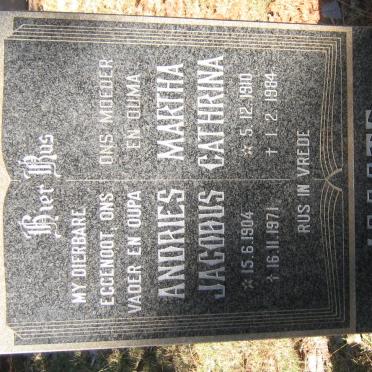 Hier Rus
MY DIERBARE
EGGENOOT, ONS
VADER EN OUPA
ANDRIES
JACOBUS
☆ 15.6.1904
† 16.11.1971
ONS MOEDER
EN OUMA
MARTHA
CATHRINA
☆ 5.12.1910
† 1.2.1984
RUS IN VREDE